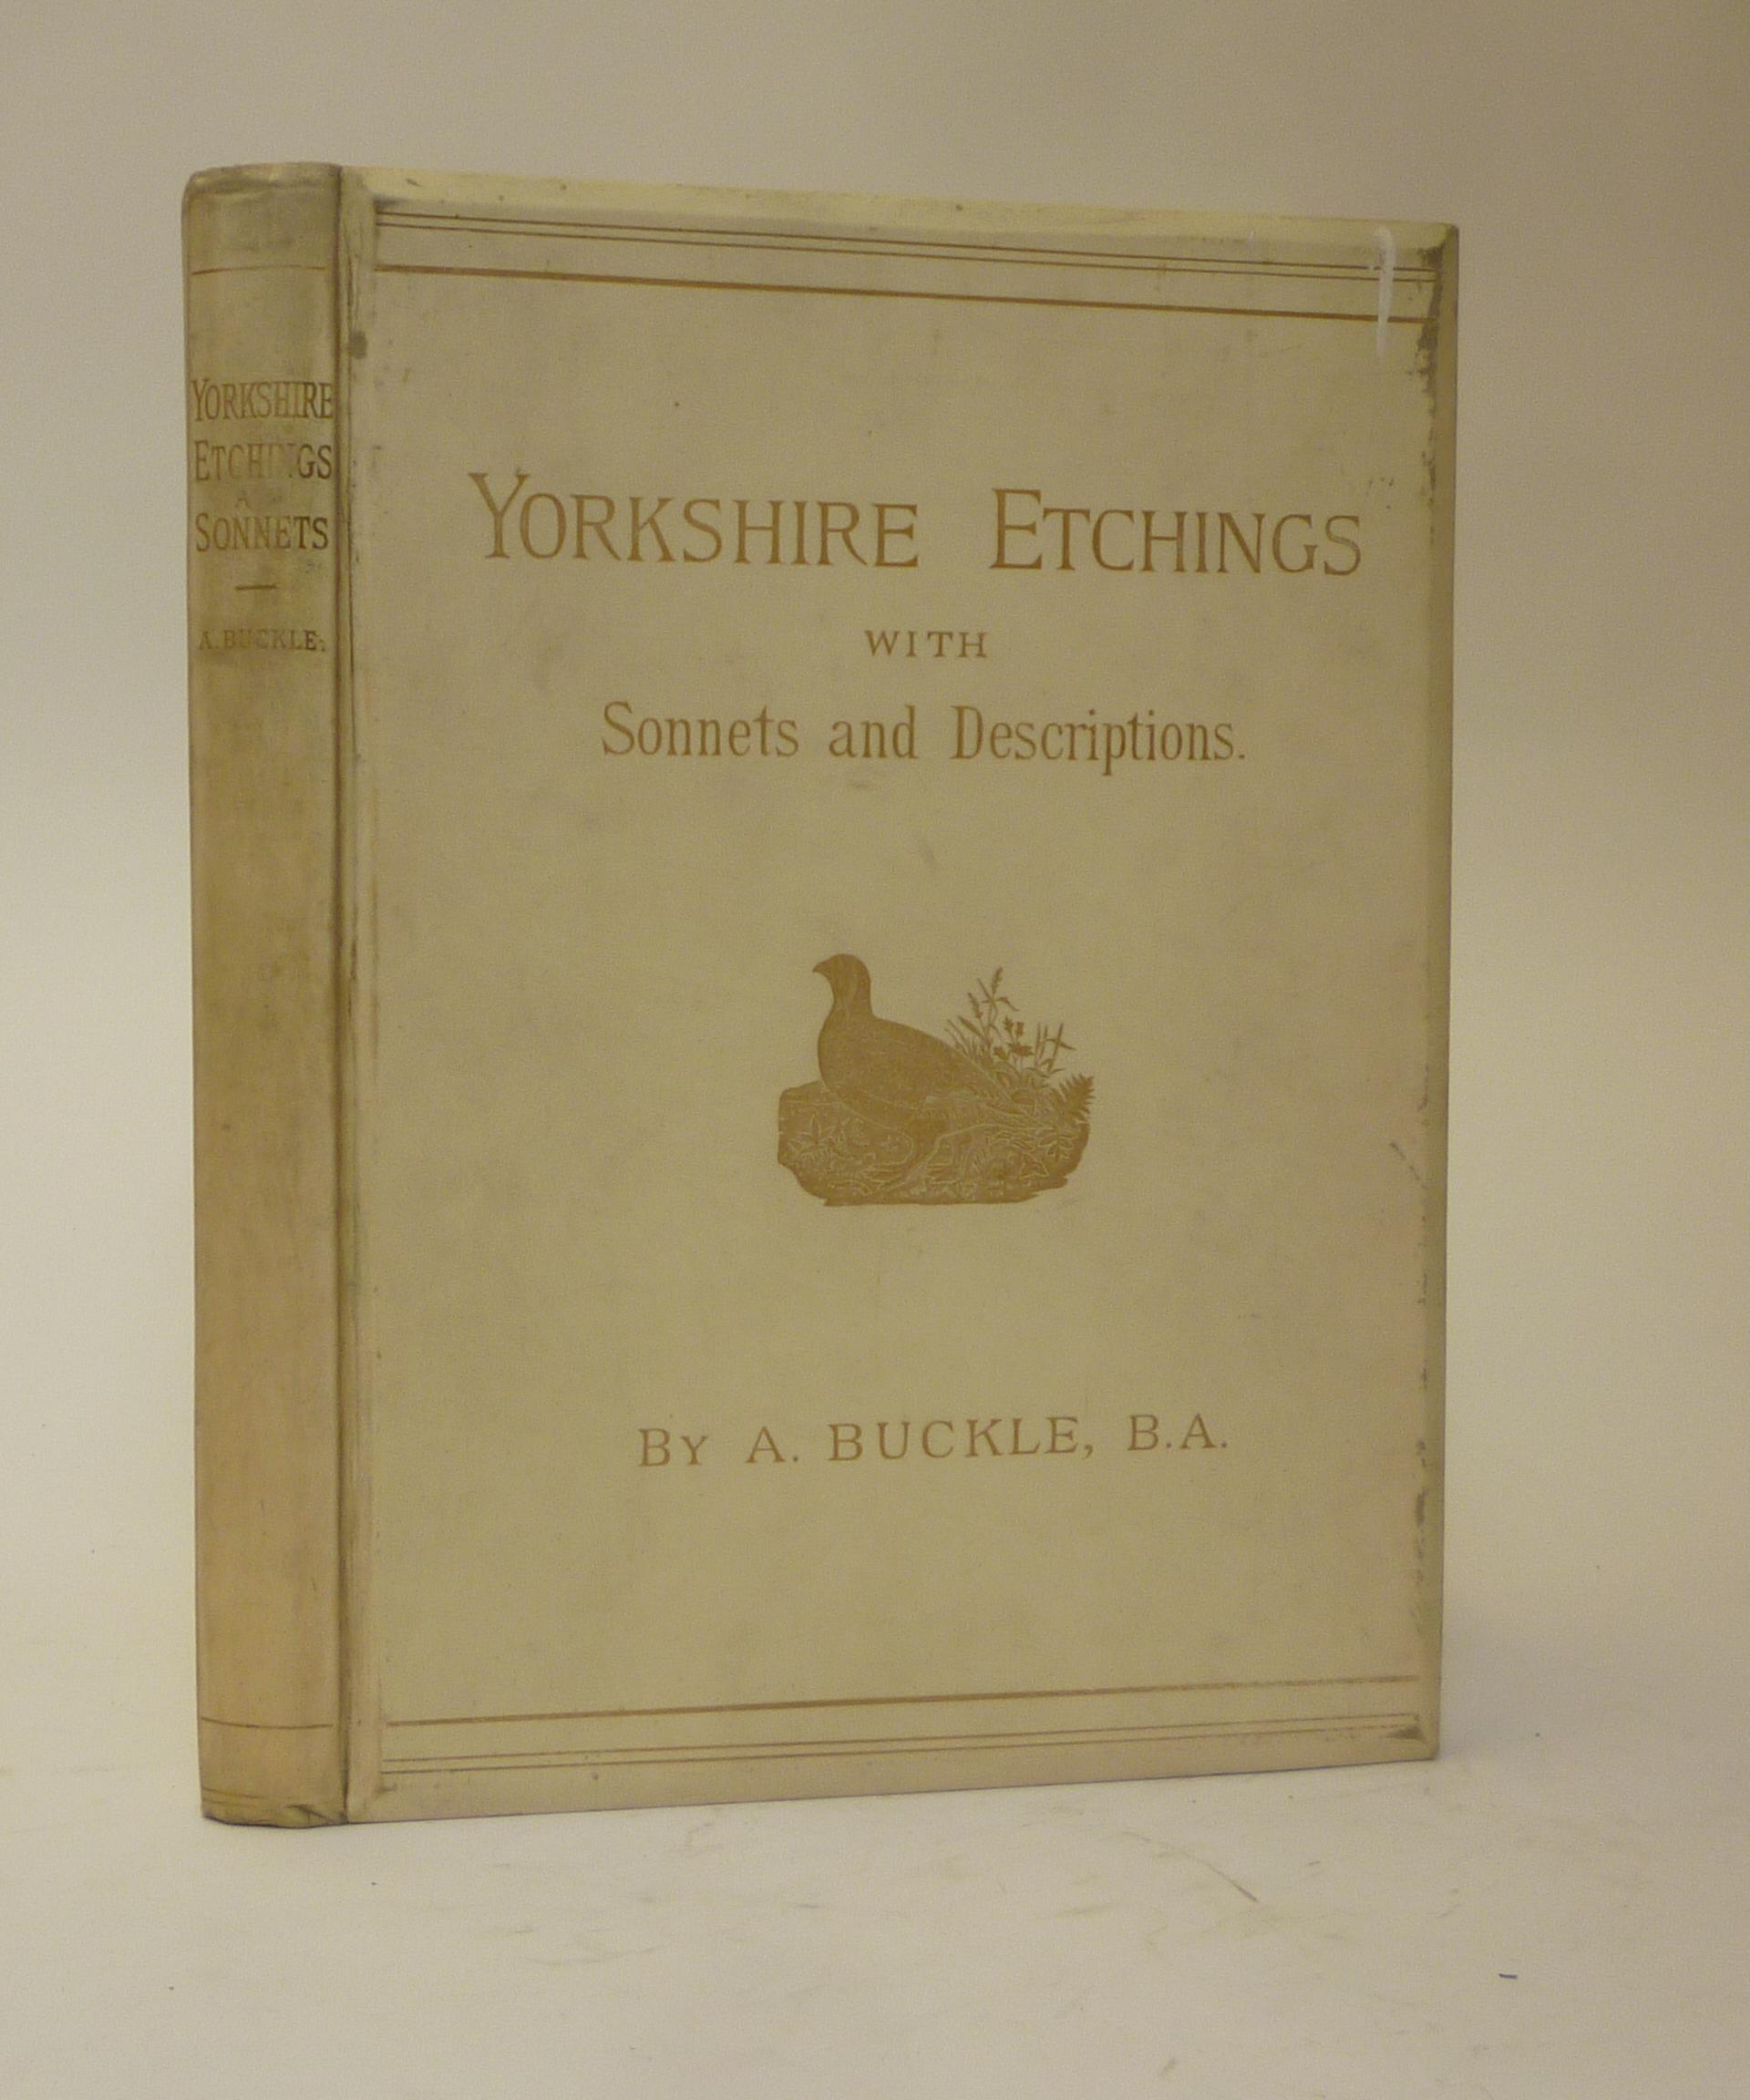 YORKSHIRE
ETCHINGS
SONNETS
A. BUCKLE.
YORKSHIRE ETCHINGS
WITH
Sonnets and Descriptions.
BY A. BUCKLE, B.A.